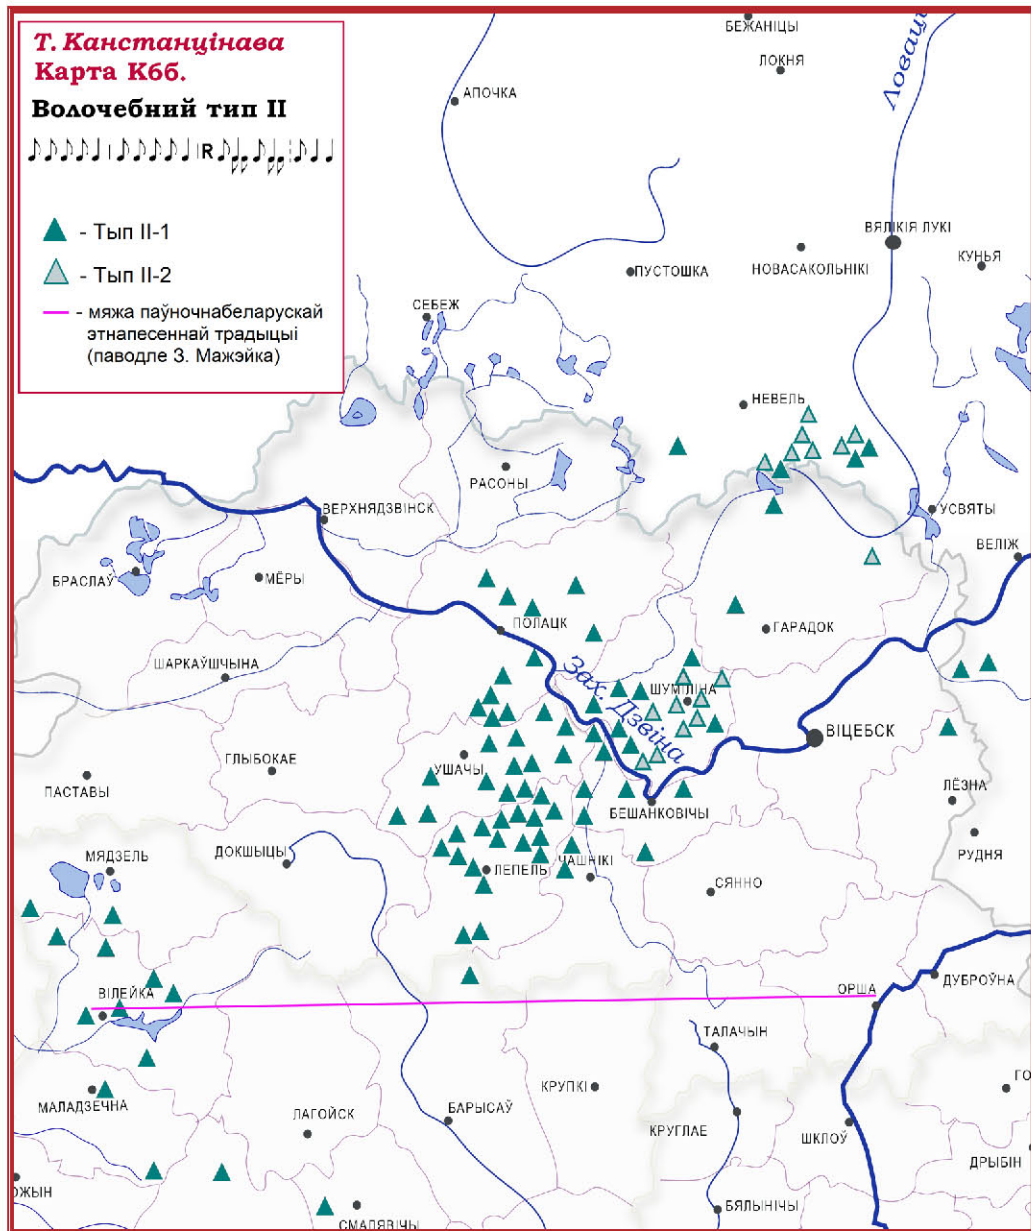 Т. Канстанцінава
Карта К6б.
Волочебний тип II
R
- Тып II-1
- Тып II-2
- мяжа паўночнабеларускай
этнапесеннай традыцыі
(паводле З. Мажэйка)
БЕЖАНІЦЫ
ЛОКНЯ
Ловаць
АПОЧКА
ВЯЛІКІЯ ЛУКІ
НОВАСАКОЛЬНІКІ
КУНЬЯ
ПУСТОШКА
СЕБЕЖ
НЕВЕЛЬ
РАСОНЫ
ВЕРХНЯДЗВІНСК
УСВЯТЫ
ВЕЛІЖ
БРАСЛАЎ
МЁРЫ
ПОЛАЦК
ГАРАДОК
ШАРКАЎШЧЫНА
Зах. Дзвіна
ШУМІЛІНА
ВІЦЕБСК
ГЛЫБОКАЕ
УШАЧЫ
ПАСТАВЫ
ЛЁЗНА
БЕШАНКОВІЧЫ
РУДНЯ
ДОКШЫЦЫ
МЯДЗЕЛЬ
ЛЕПЕЛЬ
ЧАШНІКІ
СЯННО
ДУБРОЎНА
ОРША
ВІЛЕЙКА
ТАЛАЧЫН
КРУПКІ
ГО
МАЛАДЗЕЧНА
ЛАГОЙСК
БАРЫСАЎ
КРУГЛАЕ
ШКЛОЎ
ДРЫБІН
ОЖЫН
СМАЛЯВІЧЫ
БЯЛЫНІЧЫ